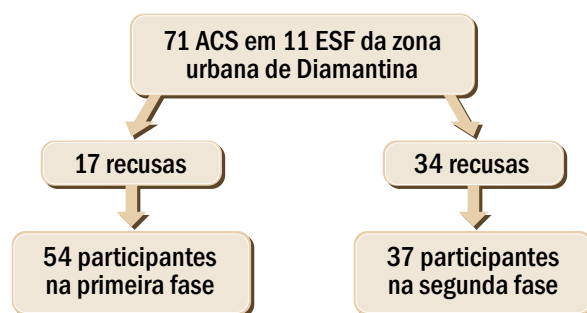 71 ACS em 11 ESF da zona
urbana de Diamantina
17 recusas
34 recusas
54 participantes
na primeira fase
37 participantes
na segunda fase